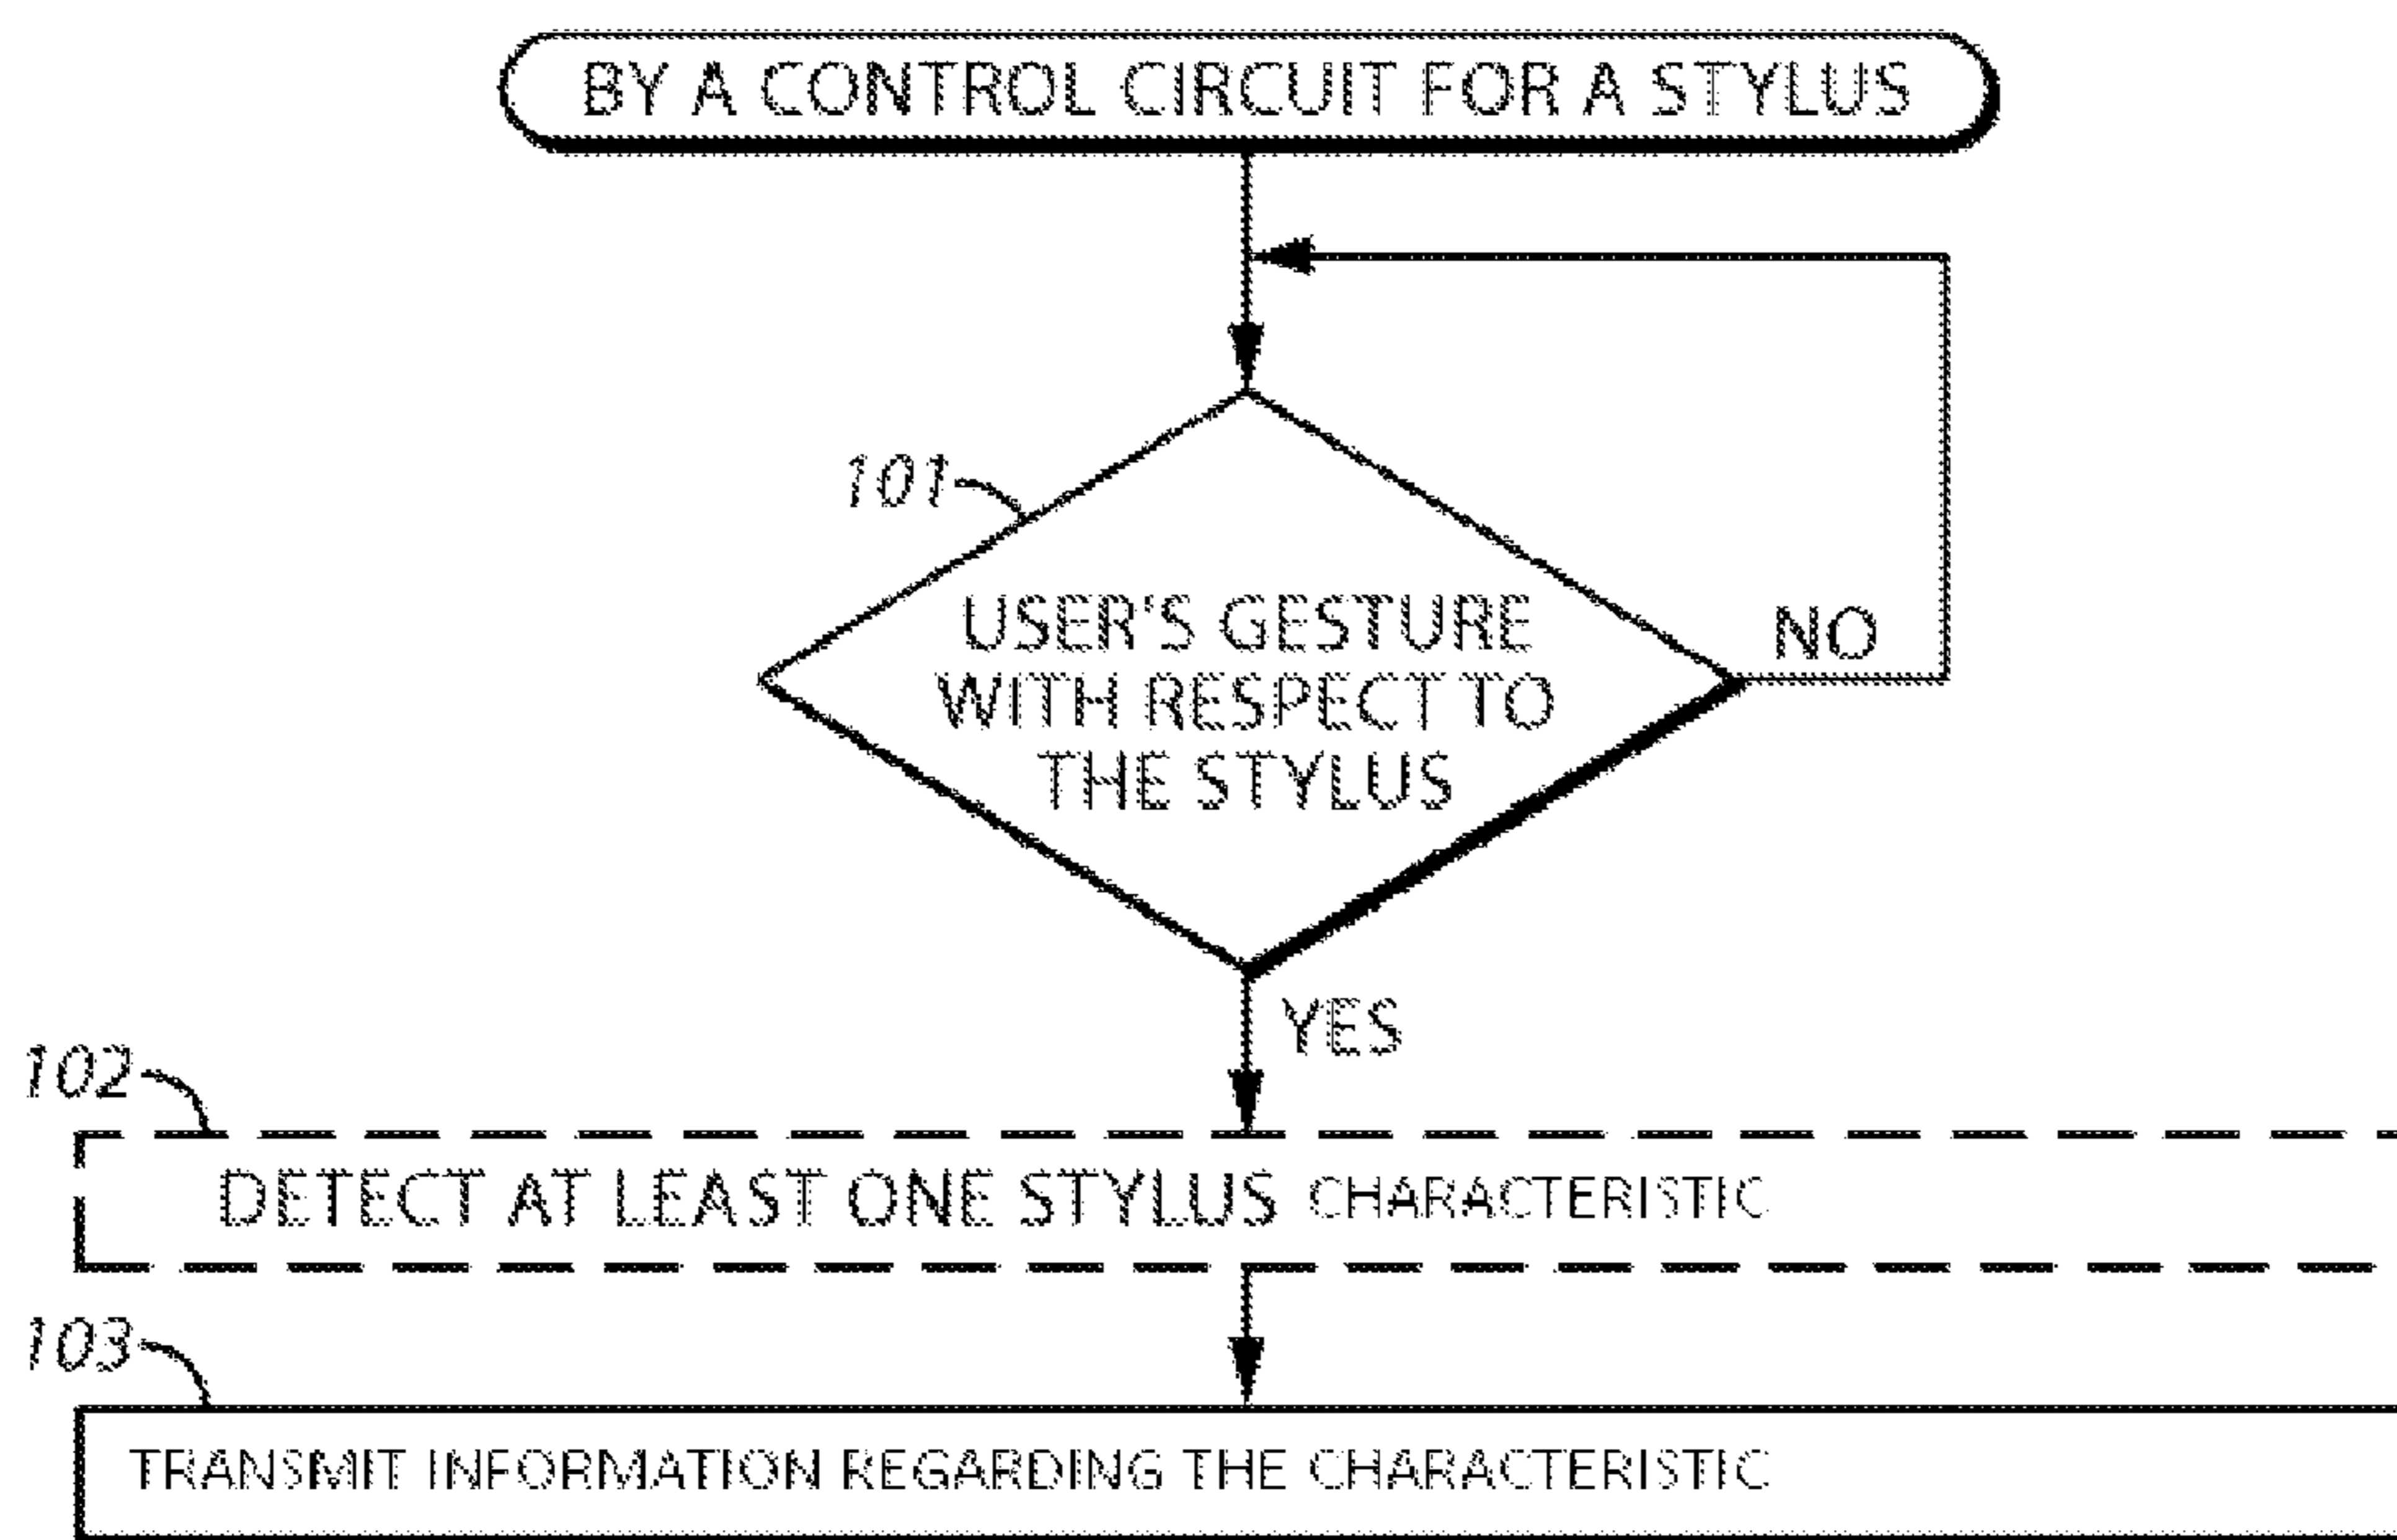 BY A CONTROL CIRCUIT FOR A STYLUS
101
USER'S GESTURE
WITH RESPECT TO
THE STYLUS
NO
YES
102
DETECT AT LEAST ONE STYLUS CHARACTERISTIC
103
TRANSMIT INFORMATION REGARDING THE CHARACTERISTIC